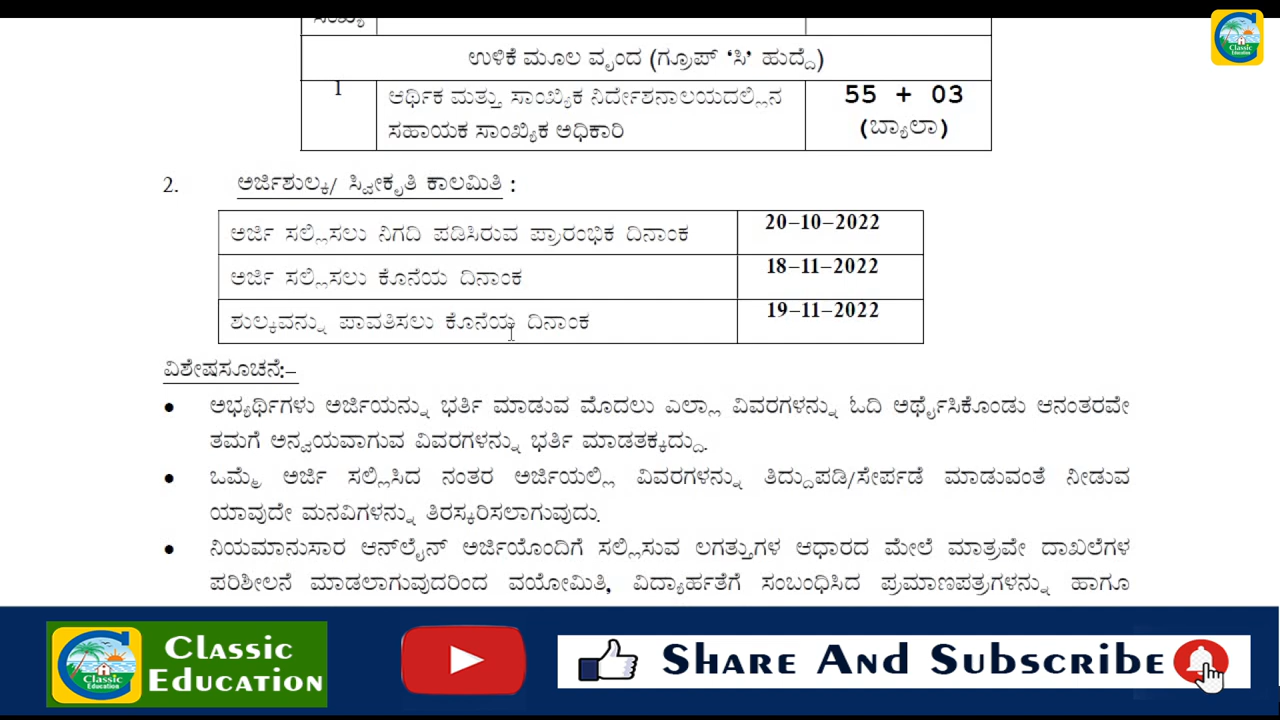 ಸಂಖ್ಯೆ
ಉಳಿಕೆ ಮೂಲ ವೃಂದ (ಗ್ರೂಪ್ ‘ಸಿ’ ಹುದ್ದೆ)
1 ಆರ್ಥಿಕ ಮತ್ತು ಸಾಂಖ್ಯಿಕ ನಿರ್ದೇಶನಾಲಯದಲ್ಲಿನ 55 + 03
ಸಹಾಯಕ ಸಾಂಖ್ಯಿಕ ಅಧಿಕಾರಿ (ಬ್ಯಾಲಾ)
2. ಅರ್ಜಿಶುಲ್ಕ/ ಸ್ವೀಕೃತಿ ಕಾಲಮಿತಿ :
ಅರ್ಜಿ ಸಲ್ಲಿಸಲು ನಿಗದಿ ಪಡಿಸಿರುವ ಪ್ರಾರಂಭಿಕ ದಿನಾಂಕ 20-10-2022
ಅರ್ಜಿ ಸಲ್ಲಿಸಲು ಕೊನೆಯ ದಿನಾಂಕ 18-11-2022
ಶುಲ್ಕವನ್ನು ಪಾವತಿಸಲು ಕೊನೆಯ ದಿನಾಂಕ 19-11-2022
ವಿಶೇಷಸೂಚನೆ:-
● ಅಭ್ಯರ್ಥಿಗಳು ಅರ್ಜಿಯನ್ನು ಭರ್ತಿ ಮಾಡುವ ಮೊದಲು ಎಲ್ಲಾ ವಿವರಗಳನ್ನು ಓದಿ ಅರ್ಥೈಸಿಕೊಂಡು ಆನಂತರವೇ
ತಮಗೆ ಅನ್ವಯವಾಗುವ ವಿವರಗಳನ್ನು ಭರ್ತಿ ಮಾಡತಕ್ಕದ್ದು.
● ಒಮ್ಮೆ ಅರ್ಜಿ ಸಲ್ಲಿಸಿದ ನಂತರ ಅರ್ಜಿಯಲ್ಲಿ ವಿವರಗಳನ್ನು ತಿದ್ದುಪಡಿ/ಸೇರ್ಪಡೆ ಮಾಡುವಂತೆ ನೀಡುವ
ಯಾವುದೇ ಮನವಿಗಳನ್ನು ತಿರಸ್ಕರಿಸಲಾಗುವುದು.
● ನಿಯಮಾನುಸಾರ ಆನ್‌ಲೈನ್ ಅರ್ಜಿಯೊಂದಿಗೆ ಸಲ್ಲಿಸುವ ಲಗತ್ತುಗಳ ಆಧಾರದ ಮೇಲೆ ಮಾತ್ರವೇ ದಾಖಲೆಗಳ
ಪರಿಶೀಲನೆ ಮಾಡಲಾಗುವುದರಿಂದ ವಯೋಮಿತಿ, ವಿದ್ಯಾರ್ಹತೆಗೆ ಸಂಬಂಧಿಸಿದ ಪ್ರಮಾಣಪತ್ರಗಳನ್ನು ಹಾಗೂ
Classic
Education
Classic
Education
Classic
Education
Share And Subscribe